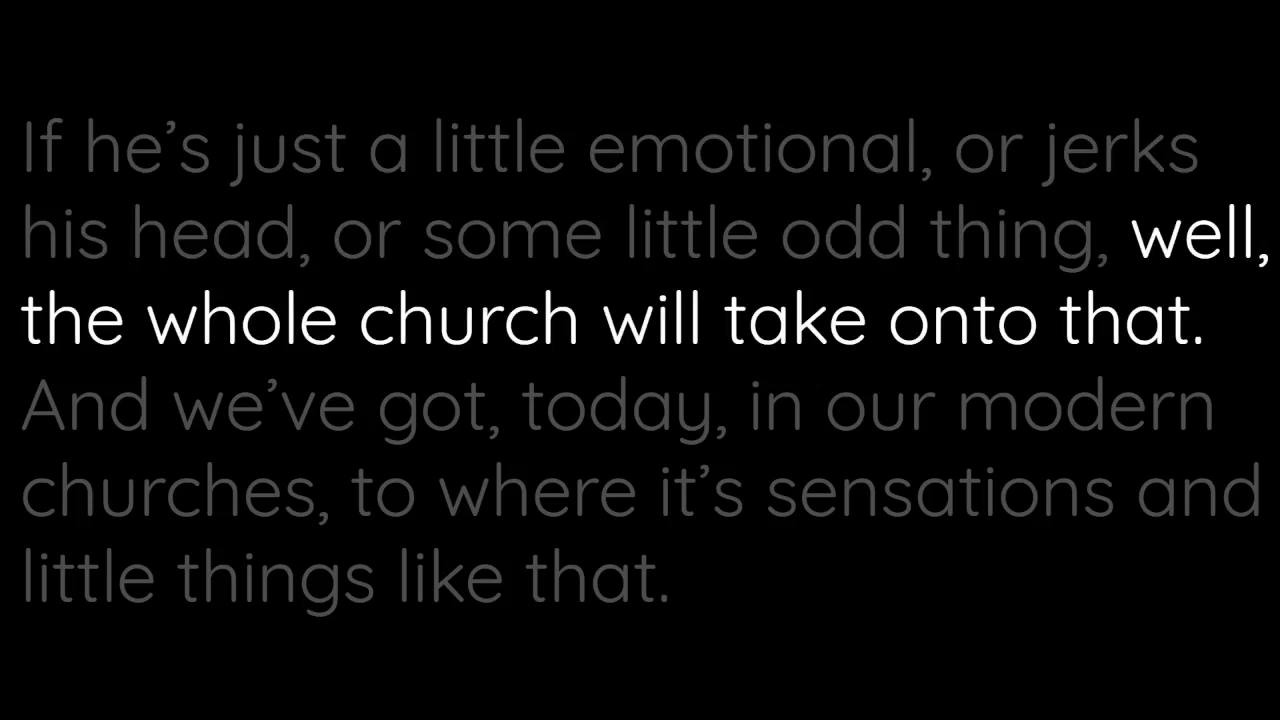 If he’s just a little emotional, or jerks
his head, or some little odd thing, well,
the whole church will take onto that.
And we’ve got, today, in our modern
churches, to where it’s sensations and
little things like that.